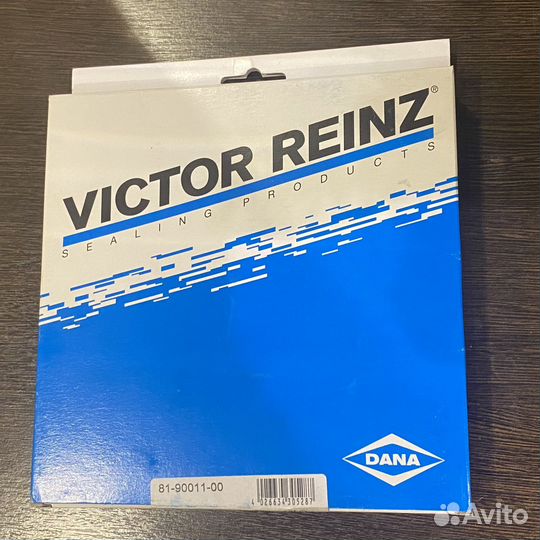 VICTOR REINZ®
SEALING PRODUCTS
DANA
81-90011-00
4 026634 305287
Avito